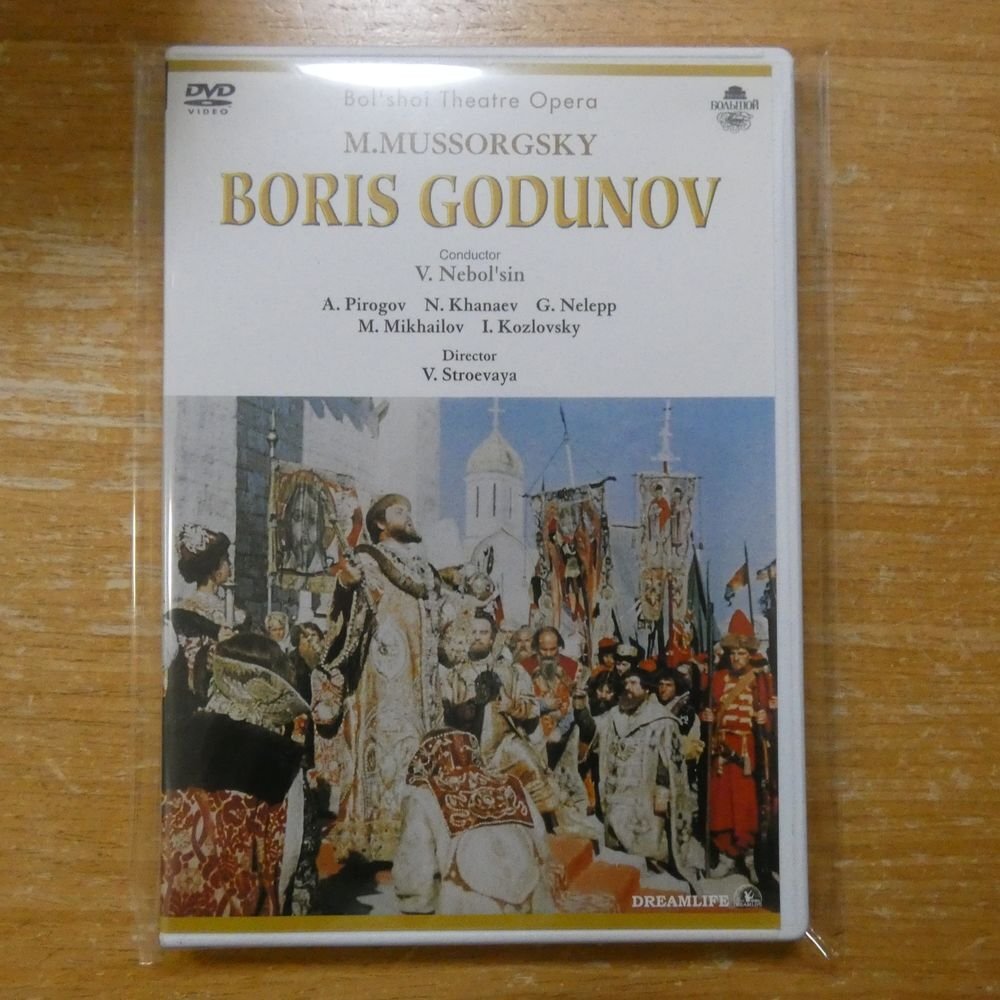 DVD
VIDEO
Bol'shoi Theatre Opera
БОЛЬШОЙ
M.MUSSORGSKY
BORIS GODUNOV
Conductor
V. Nebol'sin
A. Pirogov N. Khanaev G. Nelepp
M. Mikhailov I. Kozlovsky
Director
V. Stroevaya
DREAMLIFE